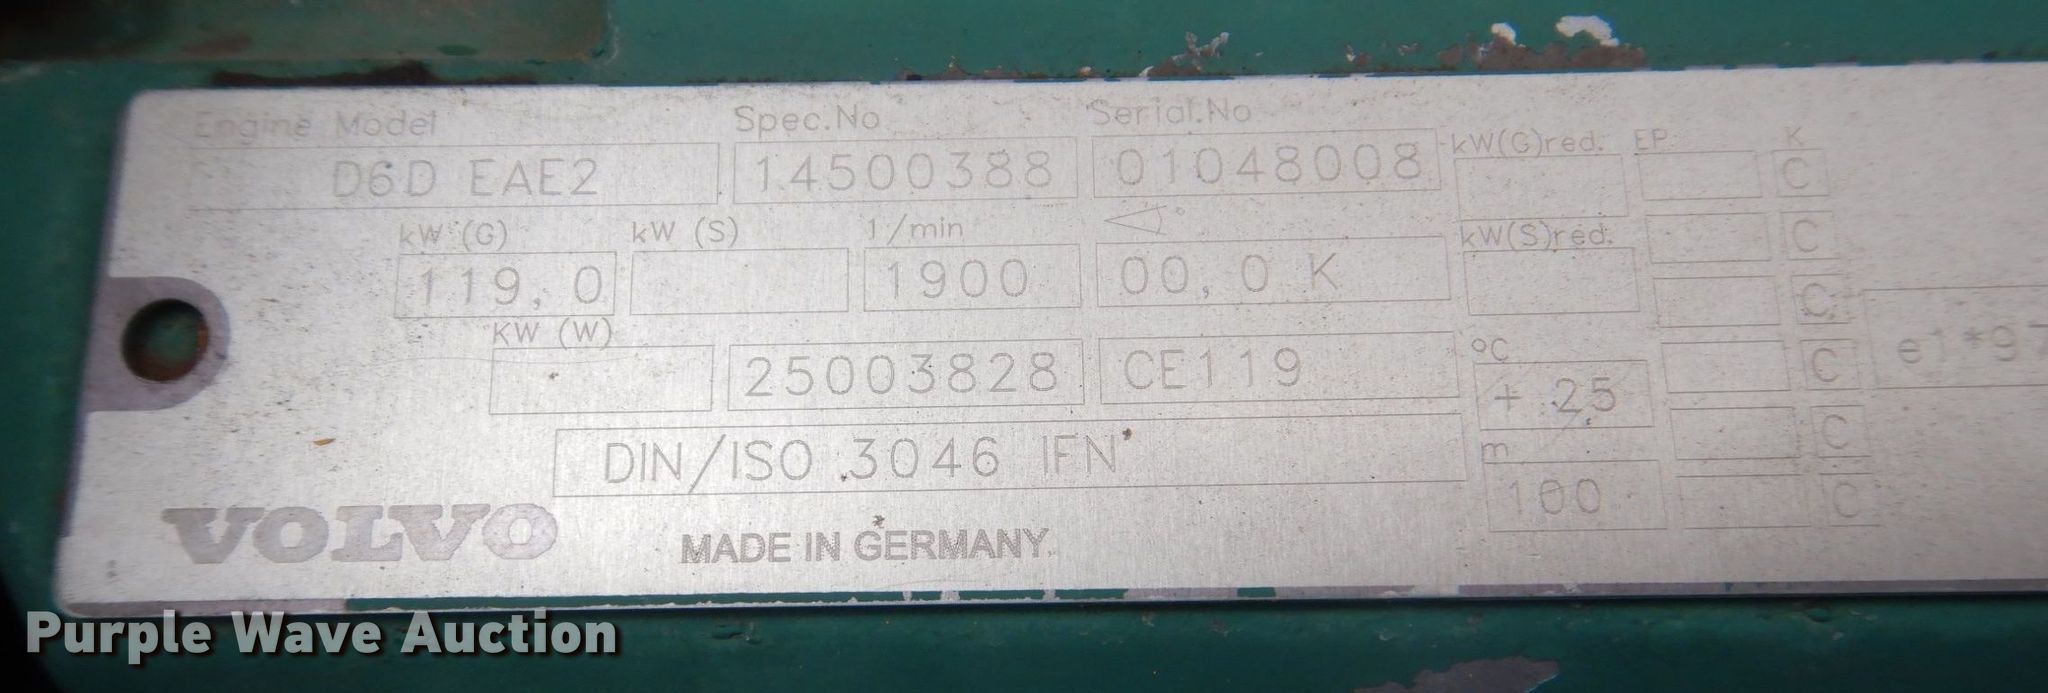 Engine Model Spec.No Serial.No kW(G)red. EP K
D6D EAE2 14500388 01048008 C
kW (G) kW (S) 1/min ° kW(S)red. C
119,0 1900 00,0 K C
KW (W) °C
25003828 CE119 + 25 C e1*97
DIN/ISO 3046 IFN m C
100 C
VOLVO MADE IN GERMANY
Purple Wave Auction